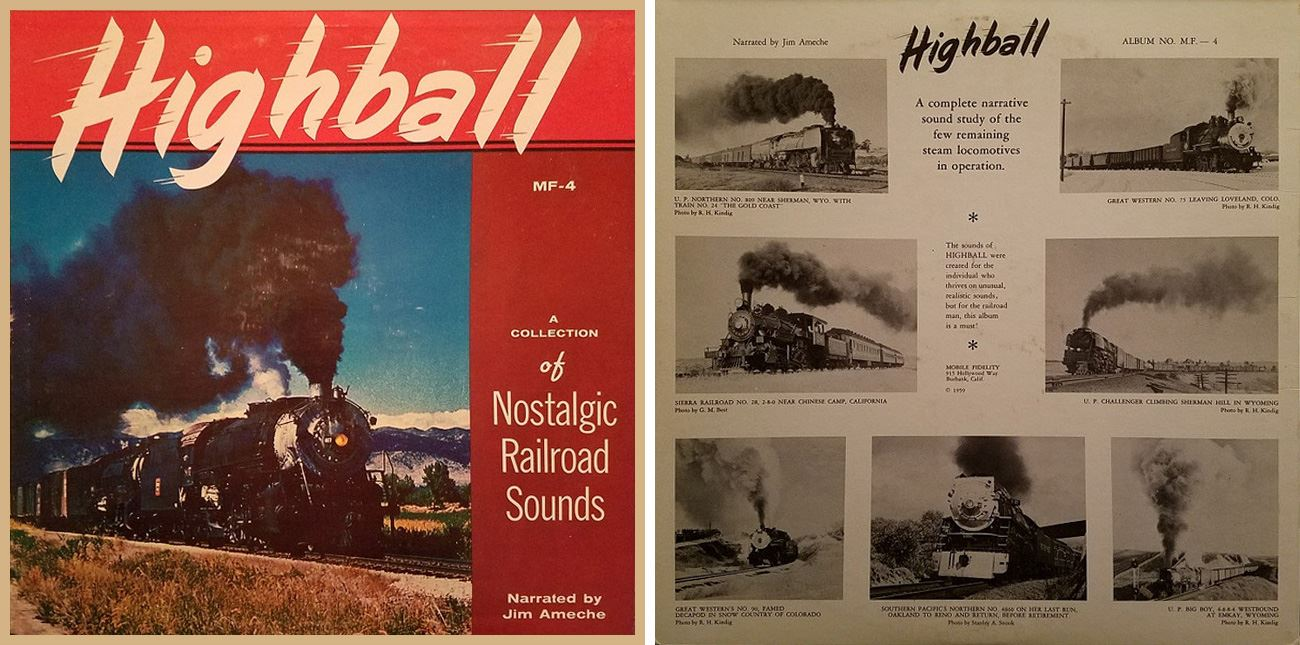 Highball
MF-4
A
COLLECTION
of
Nostalgic
Railroad
Sounds
Narrated by
Jim Ameche
Narrated by Jim Ameche
Highball
ALBUM NO. M.F. — 4
A complete narrative
sound study of the
few remaining
steam locomotives
in operation.
U. P. NORTHERN NO. NEAR SHERMAN, WYO. WITH
TRAIN NO. 24 "THE GOLD COAST"
Photo by R. H. Kindig
GREAT WESTERN NO. 75 LEAVING LOVELAND, COLO.
Photo by R. H. Kindig
*
The sounds of
HIGHBALL were
created for the
individual who
thrives on unusual,
realistic sounds,
but for the railroad
man, this album
is a must!
*
MOBILE FIDELITY
915 Hollywood Way
Burbank, Calif.
© 1959
SIERRA RAILROAD NO. 28, 2-8-0 NEAR CHINESE CAMP, CALIFORNIA
Photo by G. M. Best
U. P. CHALLENGER CLIMBING SHERMAN HILL IN WYOMING
Photo by R. H. Kindig
GREAT WESTERN'S NO. 90, FAMED
DECAPOD IN SNOW COUNTRY OF COLORADO
Photo by R. H. Kindig
SOUTHERN PACIFIC'S NORTHERN NO. ON HER LAST RUN,
OAKLAND TO RENO AND RETURN, BEFORE RETIREMENT
Photo by Stanley A. Snook
U. P. BIG BOY, 4-8-8-4 WESTBOUND
AT EMKAY, WYOMING
Photo by R. H. Kindig